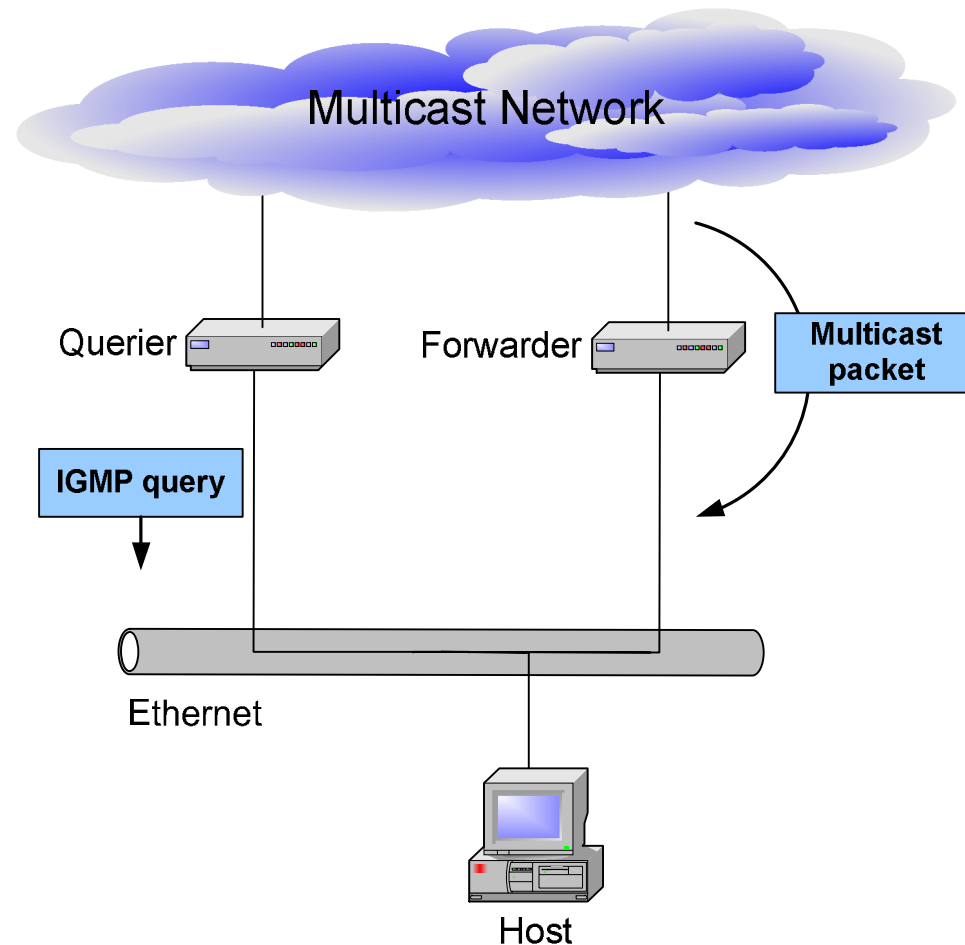 Multicast Network
Querier
Forwarder
Multicast
packet
IGMP query
Ethernet
Host